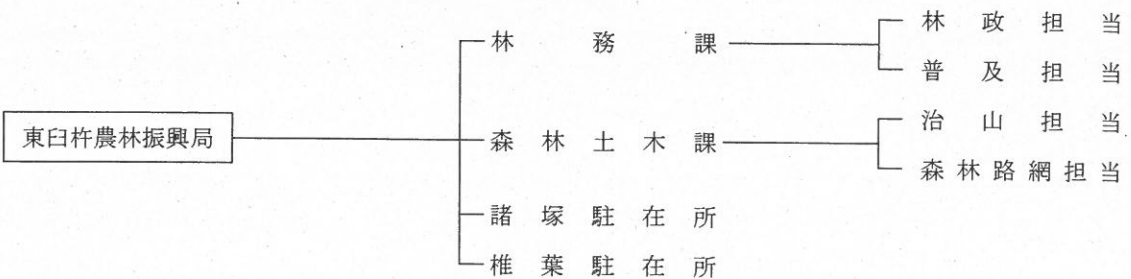 東臼杵農林振興局
林務課
林政担当
普及担当
森林土木課
治山担当
森林路網担当
諸塚駐在所
椎葉駐在所